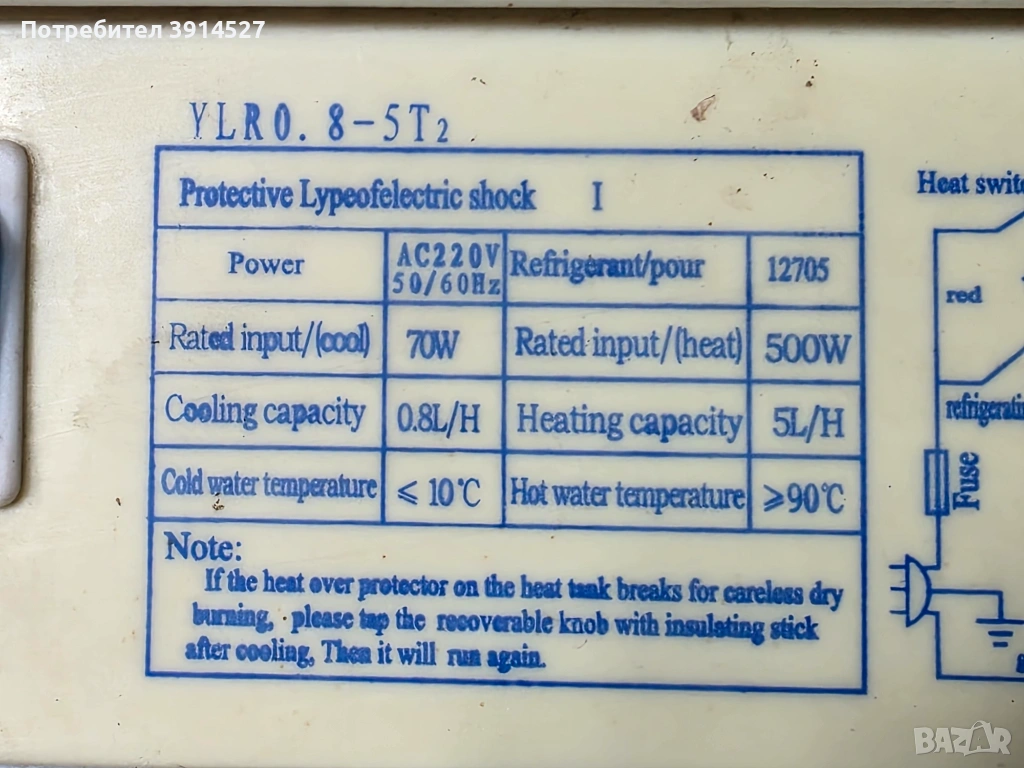 Потребител 3914527
YLR0.8-5T2
Protective Lypeofelectric shock I
Power AC220V 50/60Hz Refrigerant/pour 12705
Rated input/(cool) 70W Rated input/(heat) 500W
Cooling capacity 0.8L/H Heating capacity 5L/H
Cold water temperature ≤ 10℃ Hot water temperature ≥90℃
Note:
If the heat over protector on the heat tank breaks for careless dry
burning, please tap the recoverable knob with insulating stick
after cooling, Then it will run again.
Heat switc
red
refrigeratin
Fuse
BAZAR